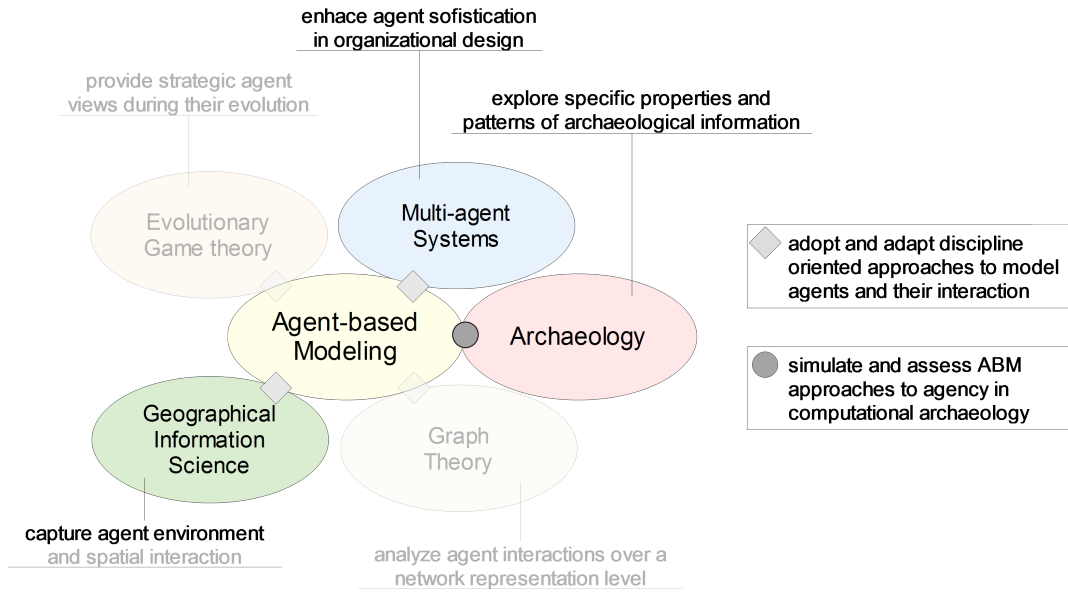 enhace agent sofistication
in organizational design
provide strategic agent
views during their evolution
explore specific properties and
patterns of archaeological information
Evolutionary
Game theory
Multi-agent
Systems
adopt and adapt discipline
oriented approaches to model
agents and their interaction
Agent-based
Modeling
Archaeology
simulate and assess ABM
approaches to agency in
computational archaeology
Geographical
Information
Science
Graph
Theory
capture agent environment
and spatial interaction
analyze agent interactions over a
network representation level